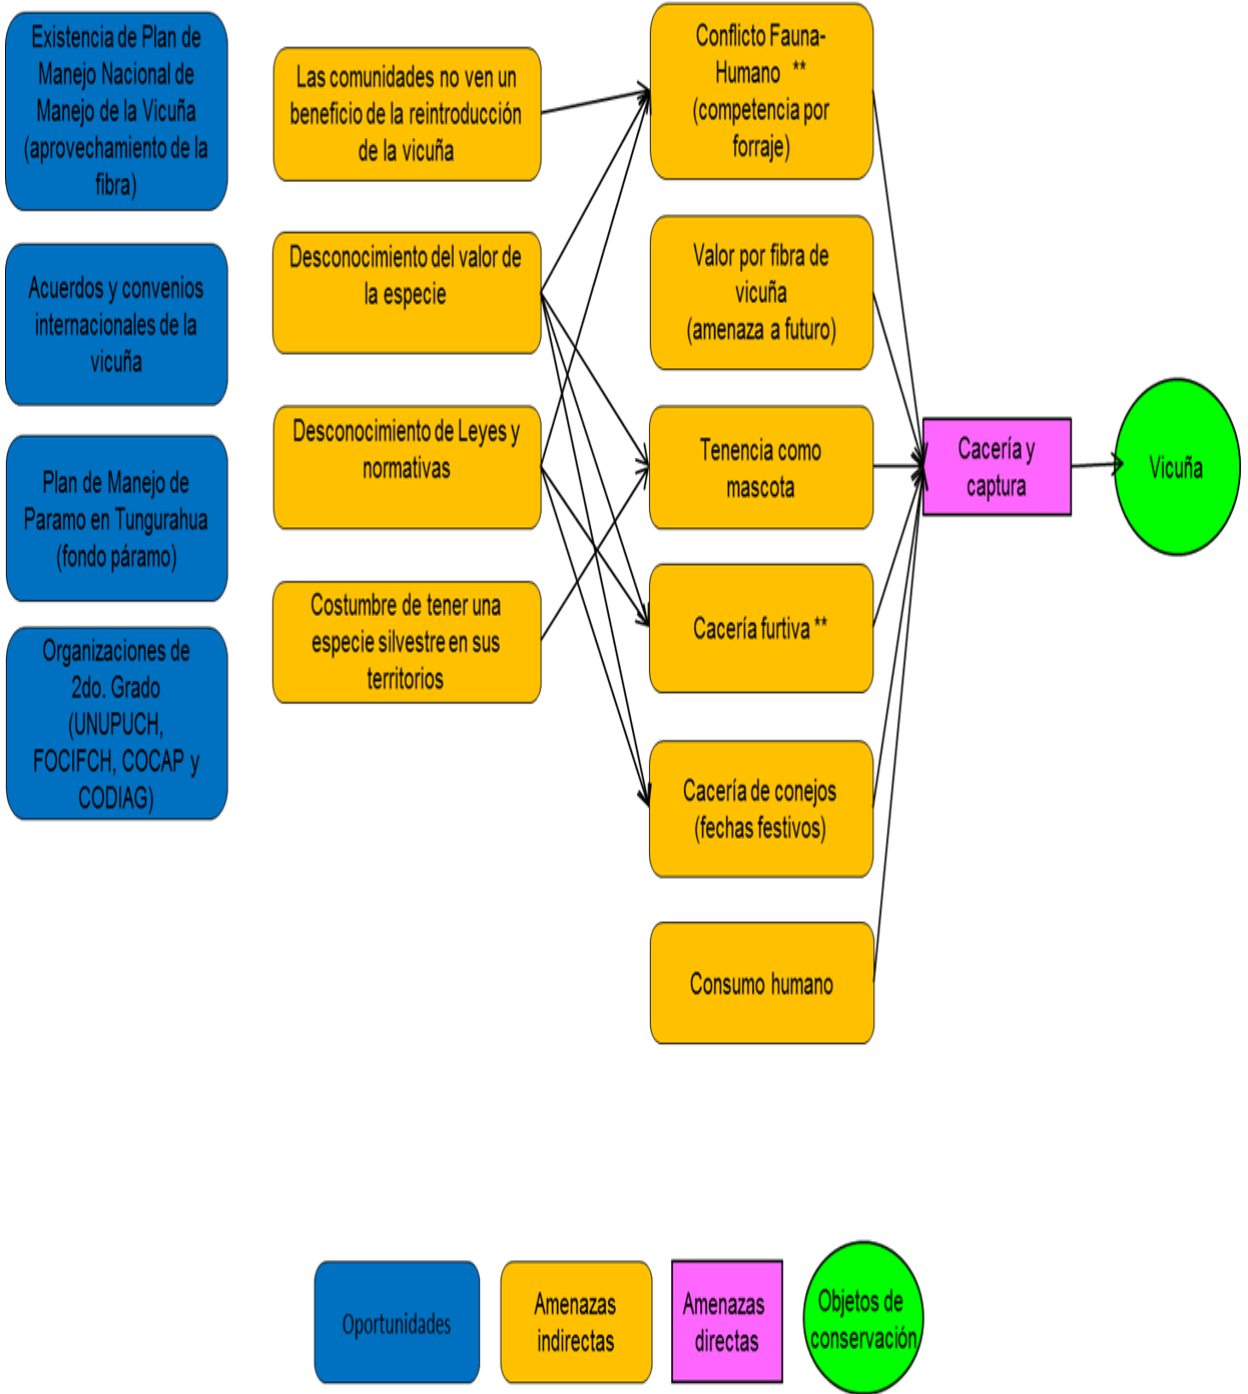 Existencia de Plan de
Manejo Nacional de
Manejo de la Vicuña
(aprovechamiento de la
fibra)
Acuerdos y convenios
internacionales de la
vicuña
Plan de Manejo de
Paramo en Tungurahua
(fondo páramo)
Organizaciones de
2do. Grado
(UNUPUCH,
FOCIFCH, COCAP y
CODIAG)
Las comunidades no ven un
beneficio de la reintroducción
de la vicuña
Desconocimiento del valor de
la especie
Desconocimiento de Leyes y
normativas
Costumbre de tener una
especie silvestre en sus
territorios
Conflicto Fauna-
Humano **
(competencia por
forraje)
Valor por fibra de
vicuña
(amenaza a futuro)
Tenencia como
mascota
Cacería furtiva **
Cacería de conejos
(fechas festivos)
Consumo humano
Cacería y
captura
Vicuña
Oportunidades
Amenazas
indirectas
Amenazas
directas
Objetos de
conservación